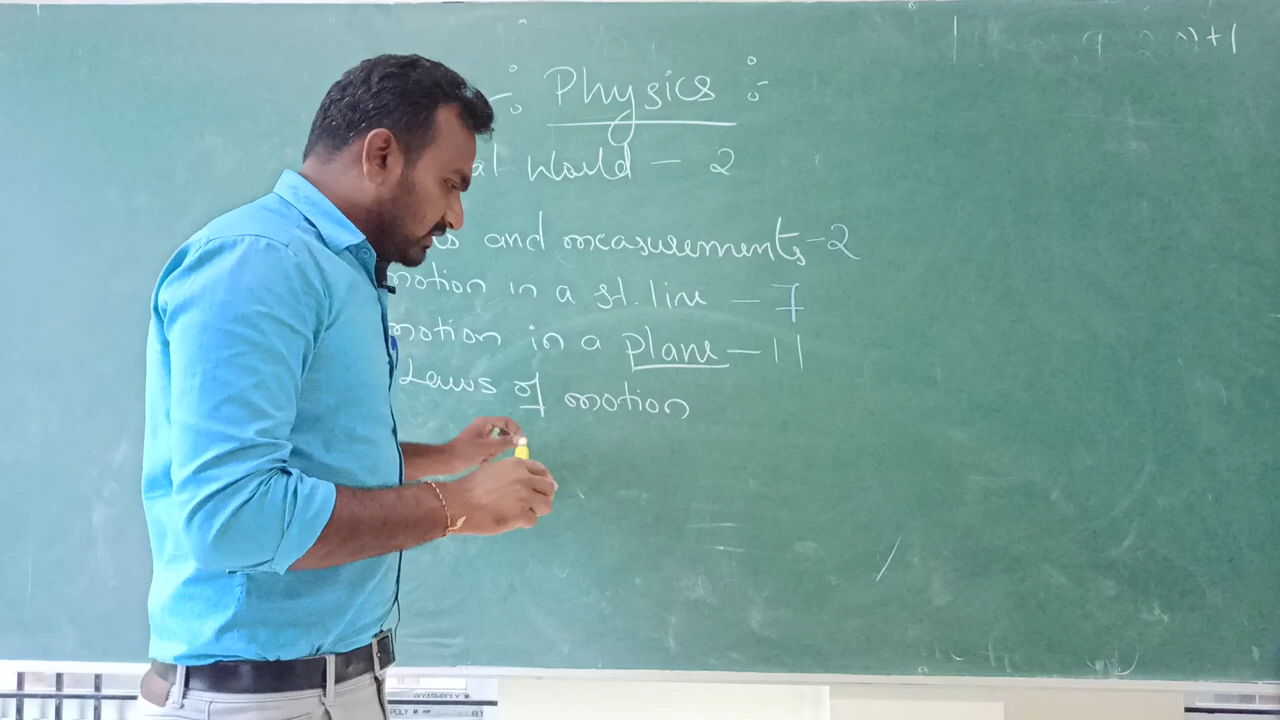 -: Physics :-
al World - 2
and measurements - 2
motion in a st. line - 7
motion in a plane - 11
Laws of motion